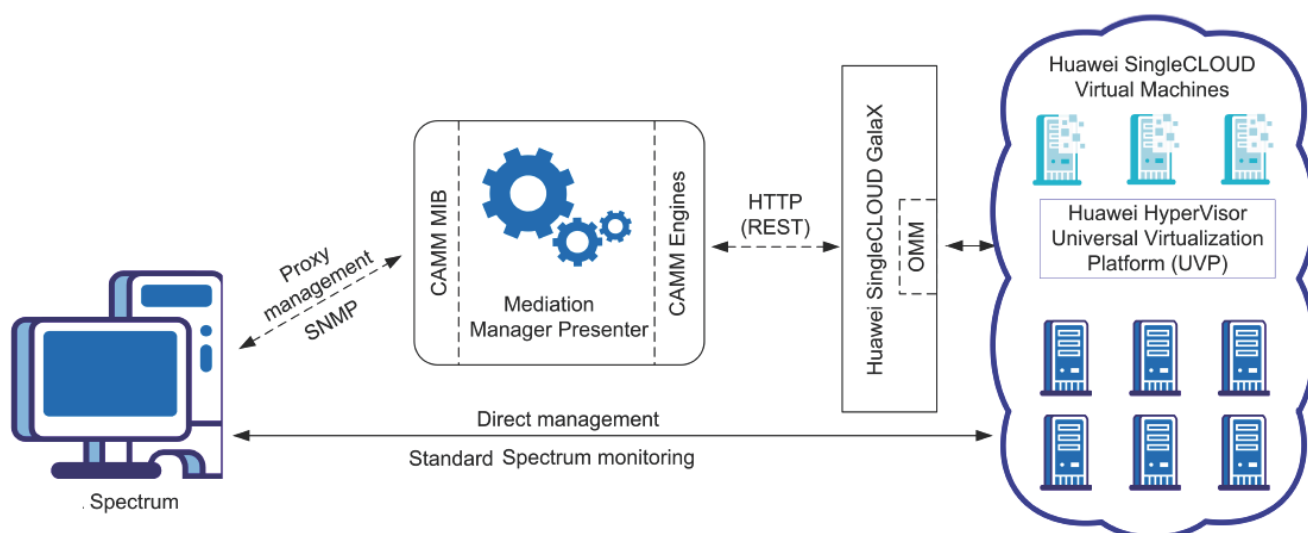 Huawei SingleCLOUD
Virtual Machines
Huawei HyperVisor
Universal Virtualization
Platform (UVP)
Huawei SingleCLOUD GalaX
OMM
HTTP
(REST)
CAMM MIB
Mediation
Manager Presenter
CAMM Engines
Proxy
management
SNMP
Direct management
Standard Spectrum monitoring
. Spectrum